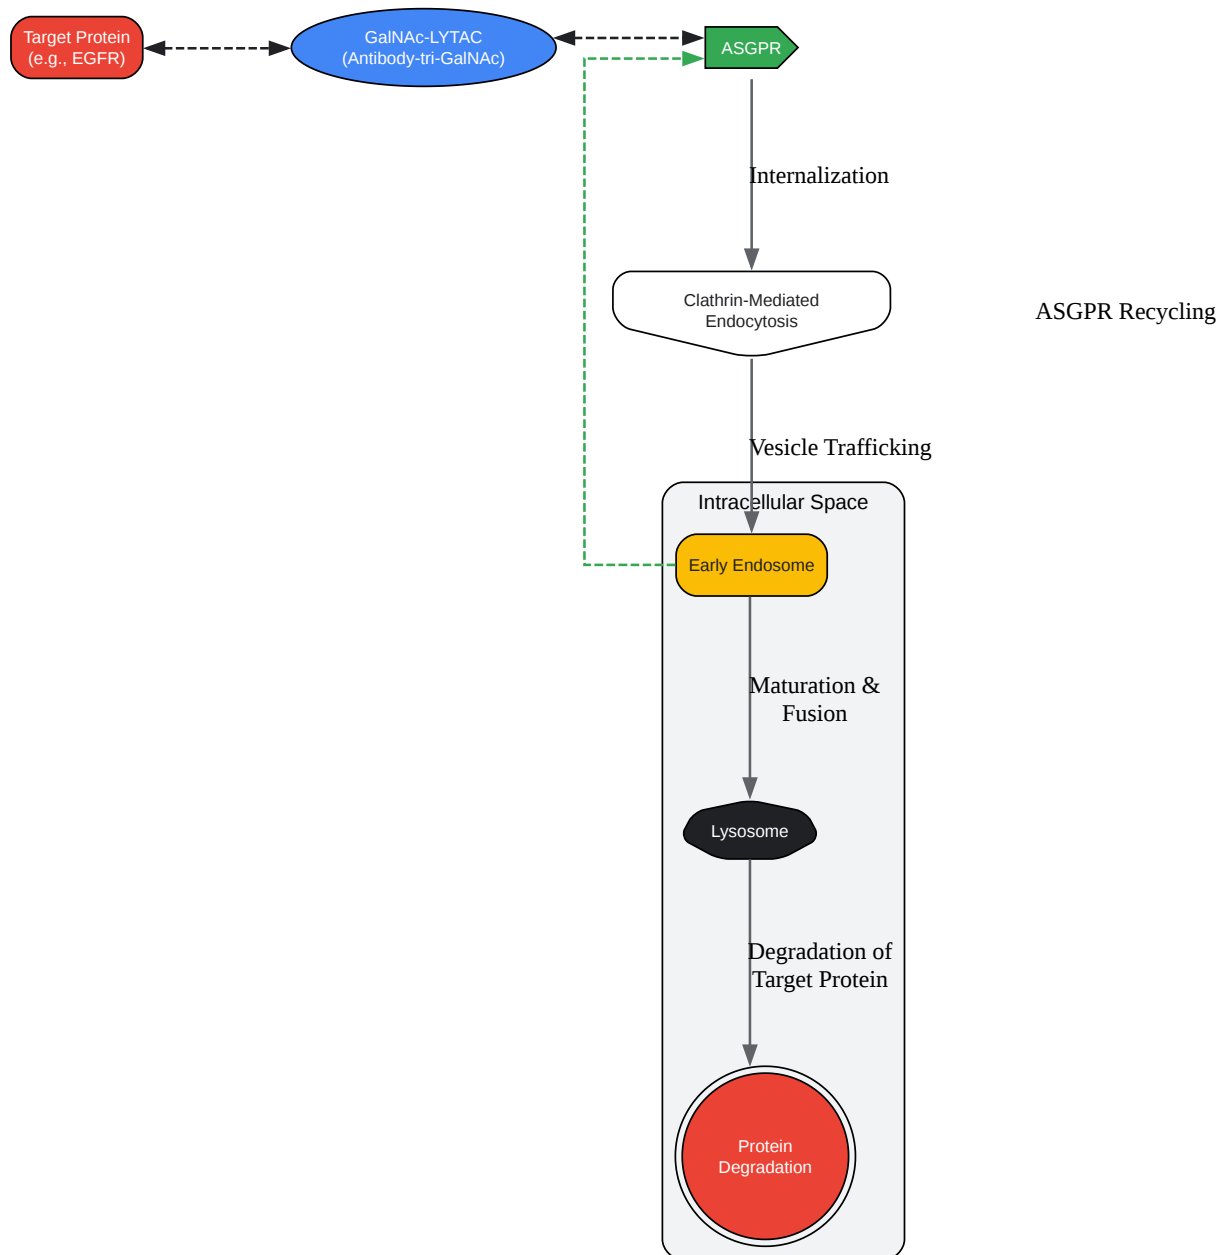 Target Protein
(e.g., EGFR)
GalNAc-LYTAC
(Antibody-tri-GalNAc)
ASGPR
Internalization
Clathrin-Mediated
Endocytosis
ASGPR Recycling
Vesicle Trafficking
Intracellular Space
Early Endosome
Maturation &
Fusion
Lysosome
Degradation of
Target Protein
Protein
Degradation